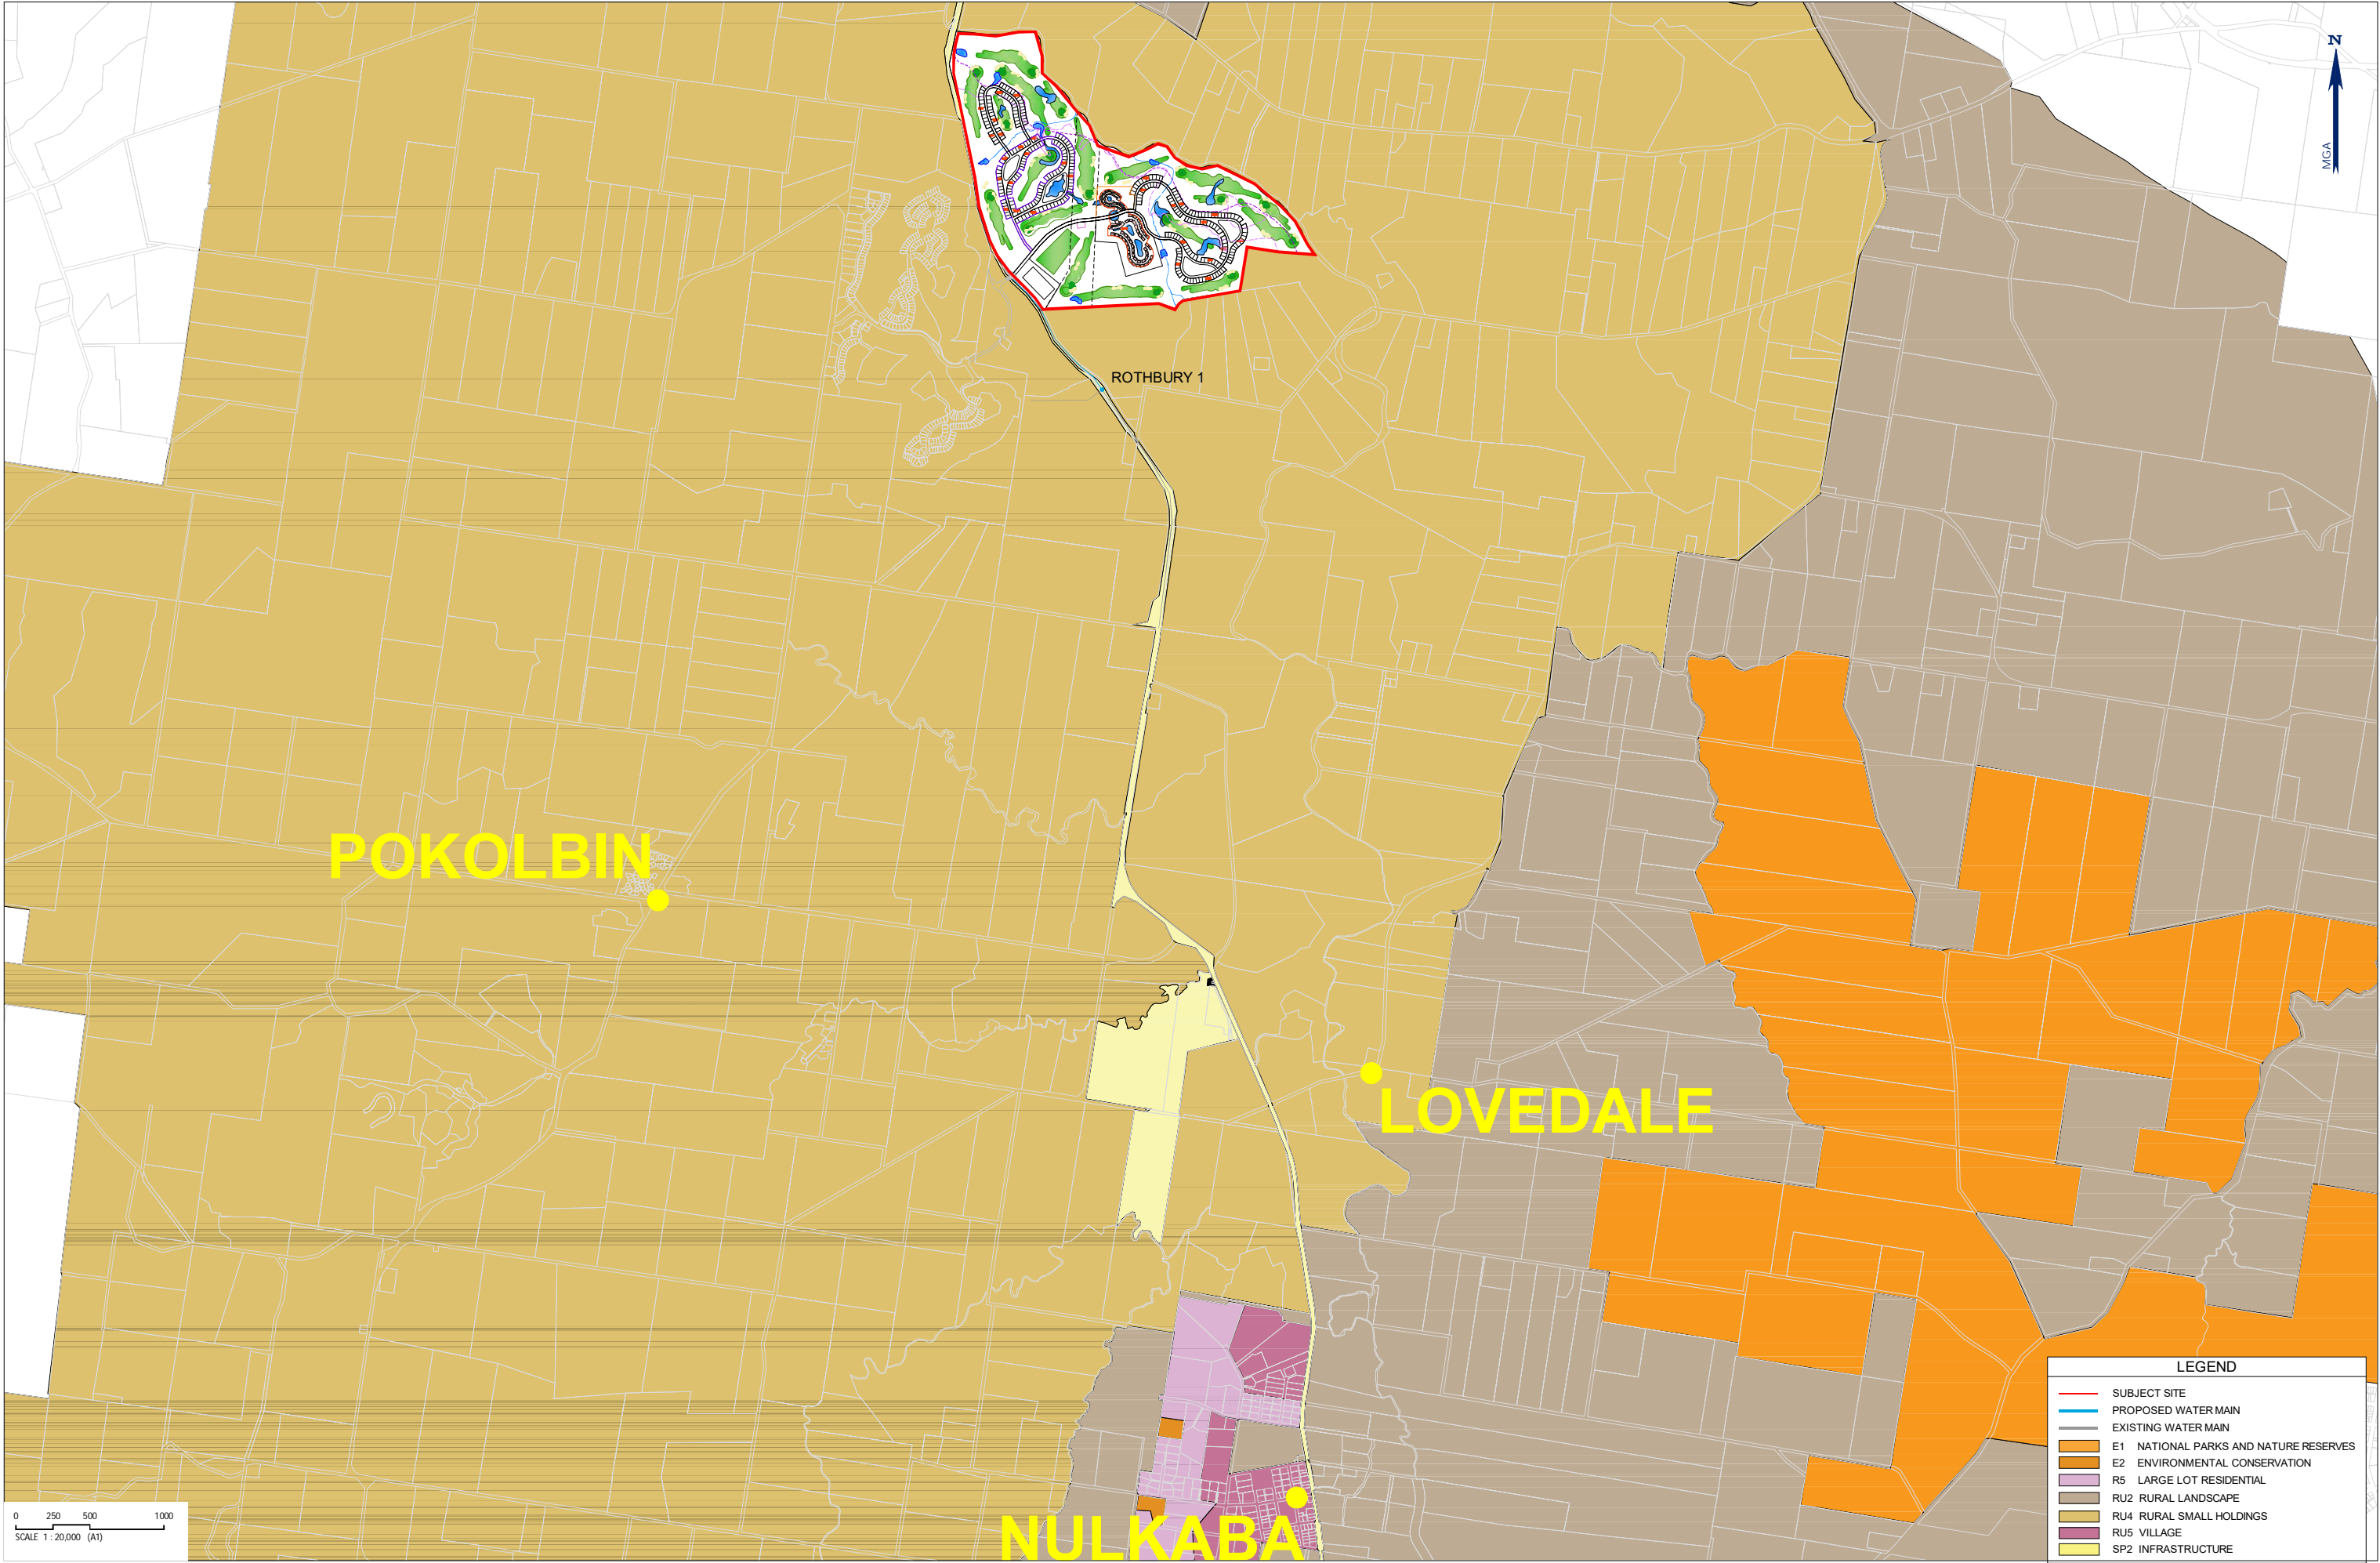 N
MGA
ROTHBURY 1
POKOLBIN
LOVEDALE
NULKABA
LEGEND
SUBJECT SITE
PROPOSED WATER MAIN
EXISTING WATER MAIN
E1 NATIONAL PARKS AND NATURE RESERVES
E2 ENVIRONMENTAL CONSERVATION
R5 LARGE LOT RESIDENTIAL
RU2 RURAL LANDSCAPE
RU4 RURAL SMALL HOLDINGS
RU5 VILLAGE
SP2 INFRASTRUCTURE
0 250 500 1000
SCALE 1 : 20,000 (A1)